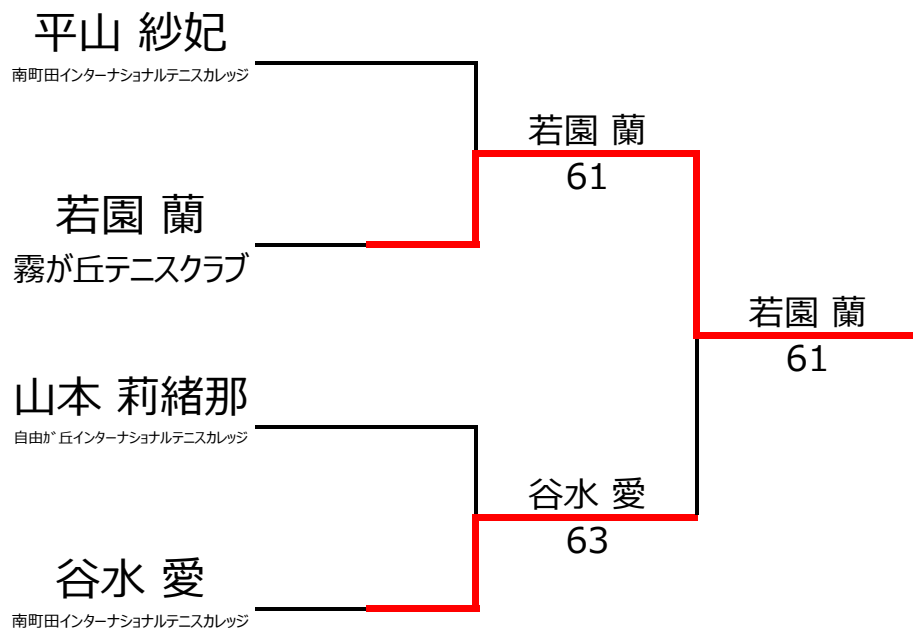 平山 紗妃
南町田インターナショナルテニスカレッジ
若園 蘭
61
若園 蘭
霧が丘テニスクラブ
若園 蘭
61
山本 莉緒那
自由が丘インターナショナルテニスカレッジ
谷水 愛
63
谷水 愛
南町田インターナショナルテニスカレッジ